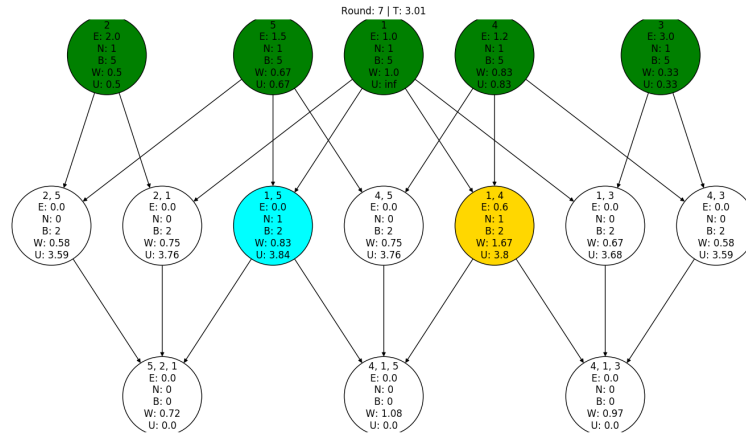 Round: 7 | T: 3.01
2
E: 2.0
N: 1
B: 5
W: 0.5
U: 0.5
5
E: 1.5
N: 1
B: 5
W: 0.67
U: 0.67
1
E: 1.0
N: 1
B: 5
W: 1.0
U: inf
4
E: 1.2
N: 1
B: 5
W: 0.83
U: 0.83
3
E: 3.0
N: 1
B: 5
W: 0.33
U: 0.33
2, 5
E: 0.0
N: 0
B: 2
W: 0.58
U: 3.59
2, 1
E: 0.0
N: 0
B: 2
W: 0.75
U: 3.76
1, 5
E: 0.0
N: 1
B: 2
W: 0.83
U: 3.84
4, 5
E: 0.0
N: 0
B: 2
W: 0.75
U: 3.76
1, 4
E: 0.6
N: 1
B: 2
W: 1.67
U: 3.8
1, 3
E: 0.0
N: 0
B: 2
W: 0.67
U: 3.68
4, 3
E: 0.0
N: 0
B: 2
W: 0.58
U: 3.59
5, 2, 1
E: 0.0
N: 0
B: 0
W: 0.72
U: 0.0
4, 1, 5
E: 0.0
N: 0
B: 0
W: 1.08
U: 0.0
4, 1, 3
E: 0.0
N: 0
B: 0
W: 0.97
U: 0.0